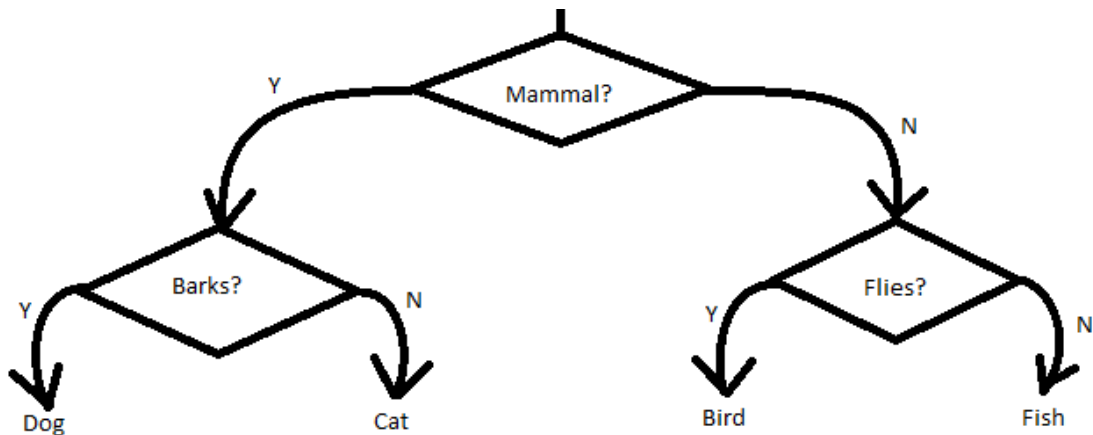 Mammal?
Y
N
Barks?
Flies?
Y
N
Y
N
Dog
Cat
Bird
Fish